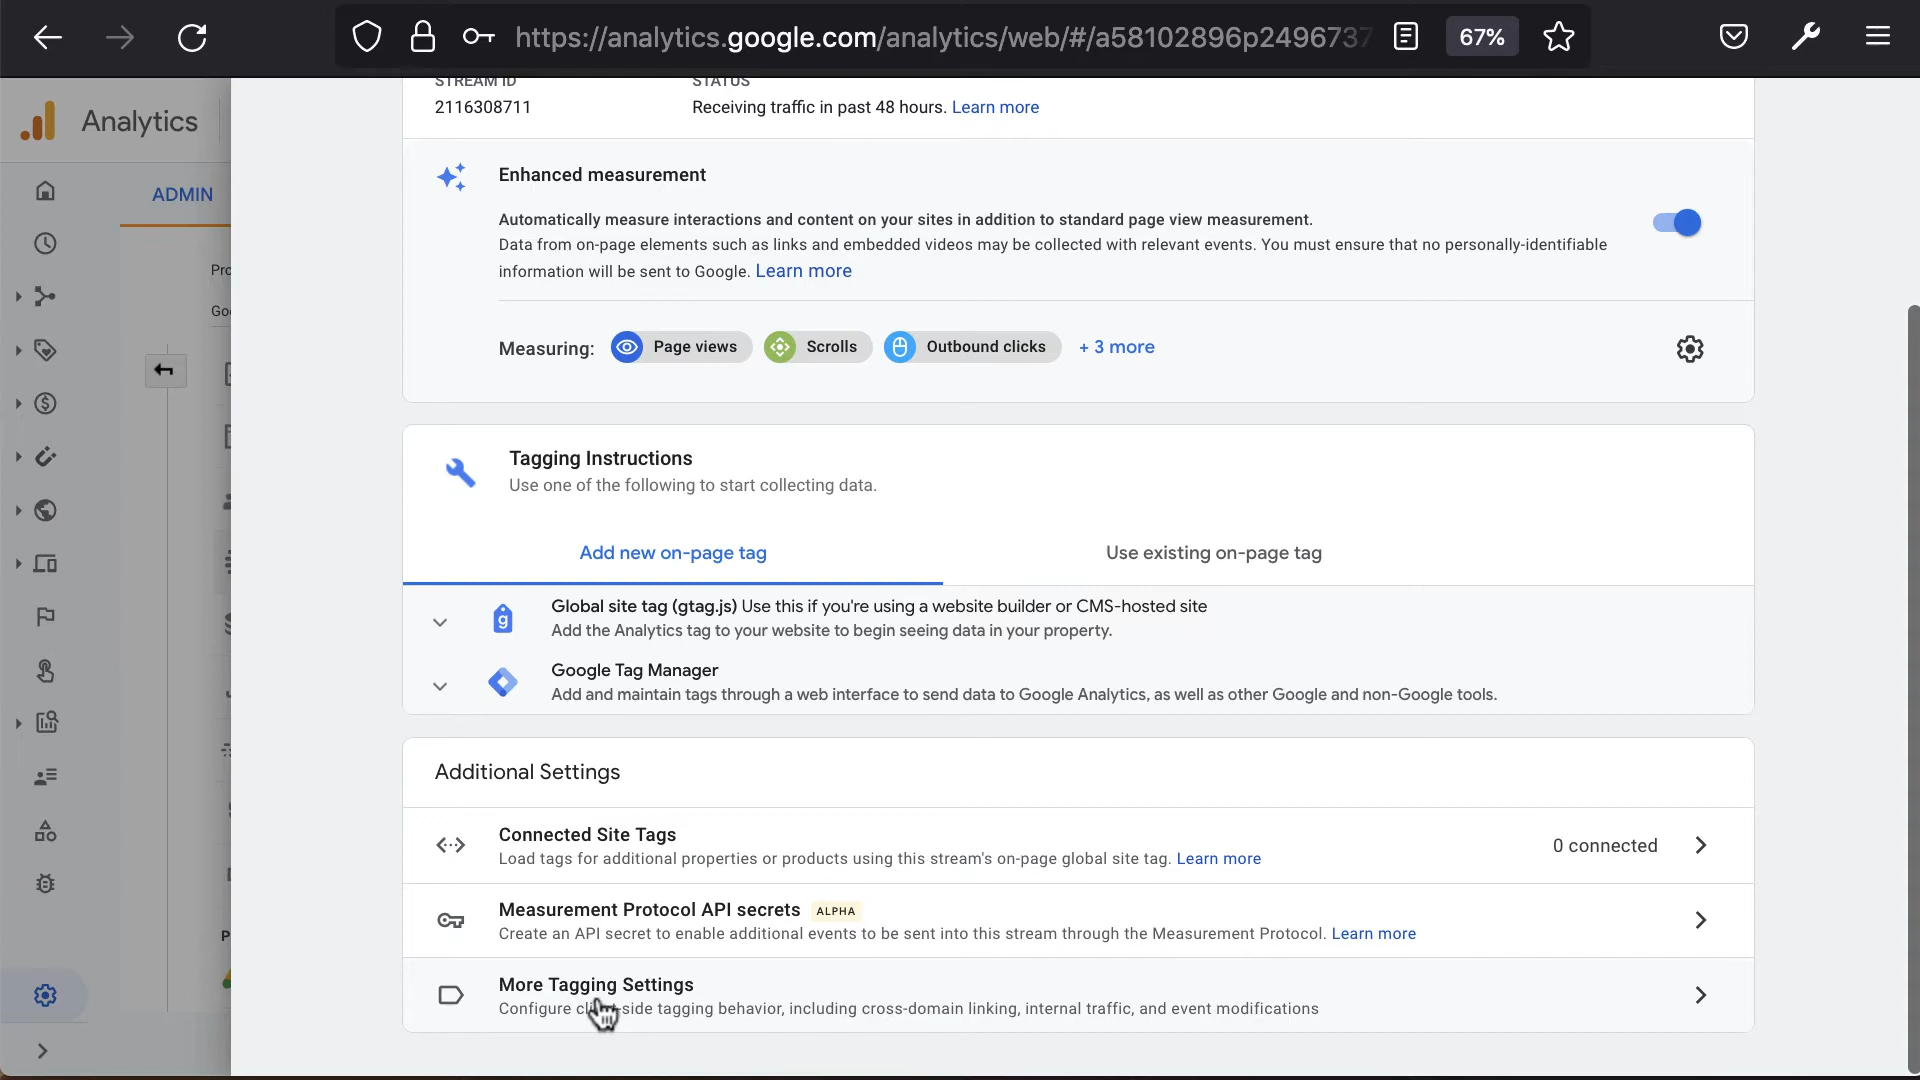 https://analytics.google.com/analytics/web/#/a58102896p2496737
67%
Analytics
ADMIN
STREAM ID
STATUS
2116308711
Receiving traffic in past 48 hours. Learn more
Enhanced measurement
Automatically measure interactions and content on your sites in addition to standard page view measurement.
Data from on-page elements such as links and embedded videos may be collected with relevant events. You must ensure that no personally-identifiable
information will be sent to Google. Learn more
Measuring: Page views Scrolls Outbound clicks + 3 more
Tagging Instructions
Use one of the following to start collecting data.
Add new on-page tag
Use existing on-page tag
Global site tag (gtag.js) Use this if you're using a website builder or CMS-hosted site
Add the Analytics tag to your website to begin seeing data in your property.
Google Tag Manager
Add and maintain tags through a web interface to send data to Google Analytics, as well as other Google and non-Google tools.
Additional Settings
Connected Site Tags
Load tags for additional properties or products using this stream's on-page global site tag. Learn more
0 connected
Measurement Protocol API secrets ALPHA
Create an API secret to enable additional events to be sent into this stream through the Measurement Protocol. Learn more
More Tagging Settings
Configure client-side tagging behavior, including cross-domain linking, internal traffic, and event modifications